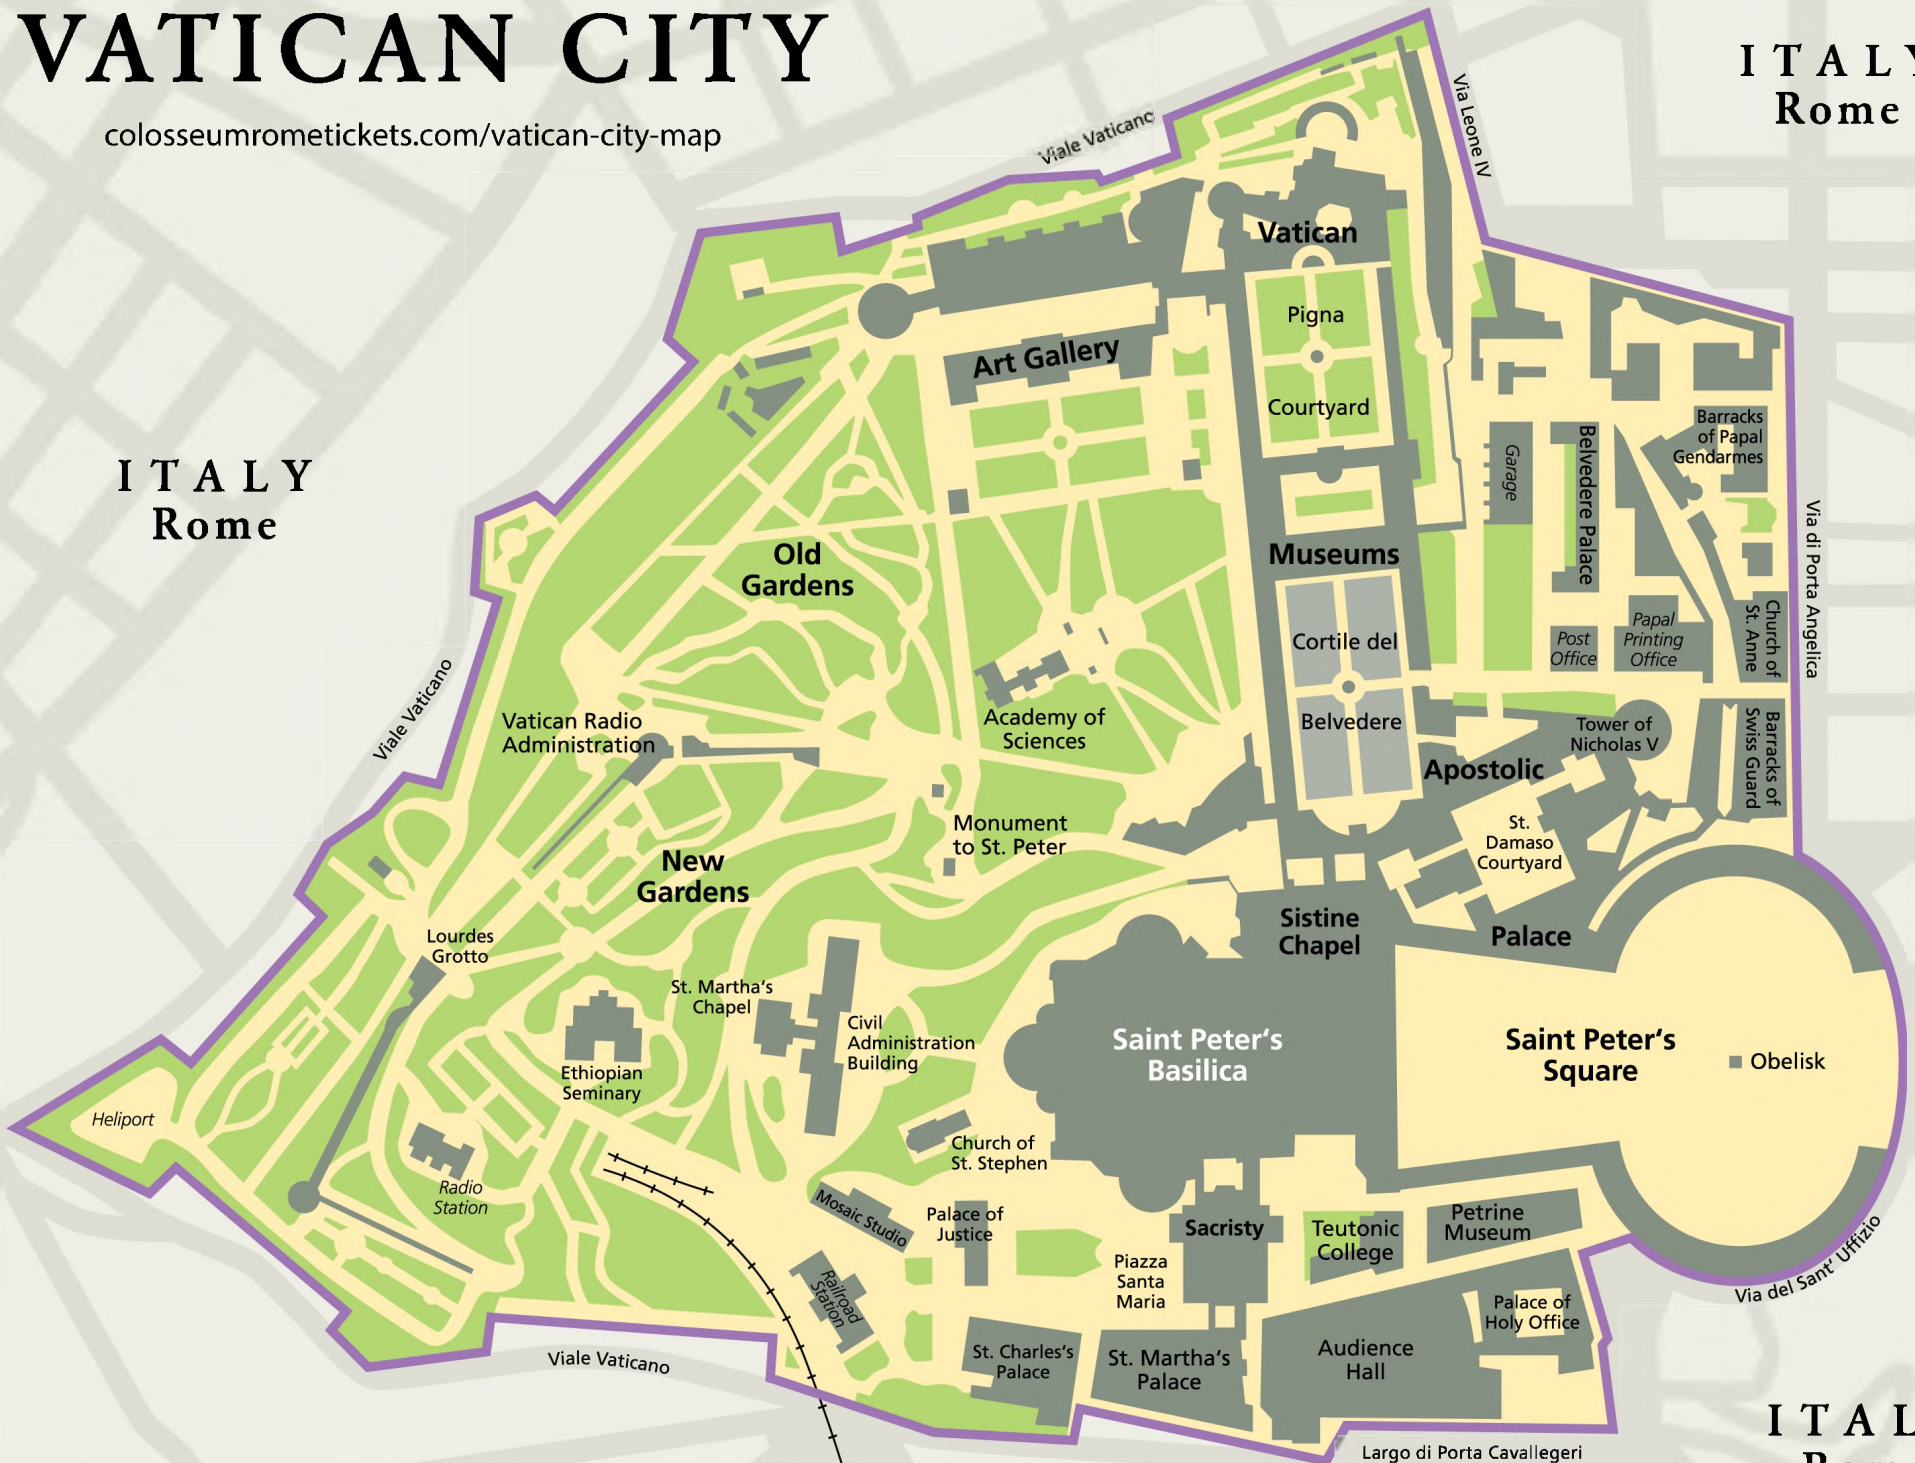 VATICAN CITY
colosseumrometickets.com/vatican-city-map
ITALY
Rome
Viale Vaticano
Via Leone IV
Vatican
Pigna
Courtyard
Art Gallery
ITALY
Rome
Barracks
of Papal
Gendarmes
Garage
Belvedere Palace
Via di Porta Angelica
Old
Gardens
Museums
Cortile del
Belvedere
Post
Office
Papal
Printing
Office
Church of
St. Anne
Viale Vaticano
Vatican Radio
Administration
Academy of
Sciences
Tower of
Nicholas V
Barracks of
Swiss Guard
Apostolic
St.
Damaso
Courtyard
Monument
to St. Peter
New
Gardens
Sistine
Chapel
Palace
Lourdes
Grotto
St. Martha's
Chapel
Civil
Administration
Building
Saint Peter‘s
Basilica
Saint Peter‘s
Square
Obelisk
Ethiopian
Seminary
Heliport
Church of
St. Stephen
Radio
Station
Mosaic Studio
Palace of
Justice
Sacristy
Teutonic
College
Petrine
Museum
Piazza
Santa
Maria
Railroad
Station
Via del Sant' Uffizio
Palace of
Holy Office
St. Charles's
Palace
St. Martha's
Palace
Audience
Hall
Viale Vaticano
ITAL
Largo di Porta Cavallegeri